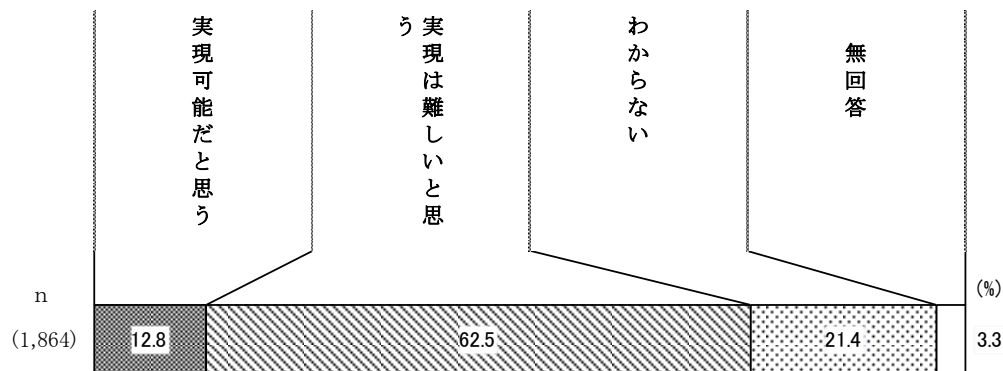 実現可能だと思う
実現は難しいと思
う
わからない
無回答
n
(%)
(1,864)
12.8
62.5
21.4
3.3